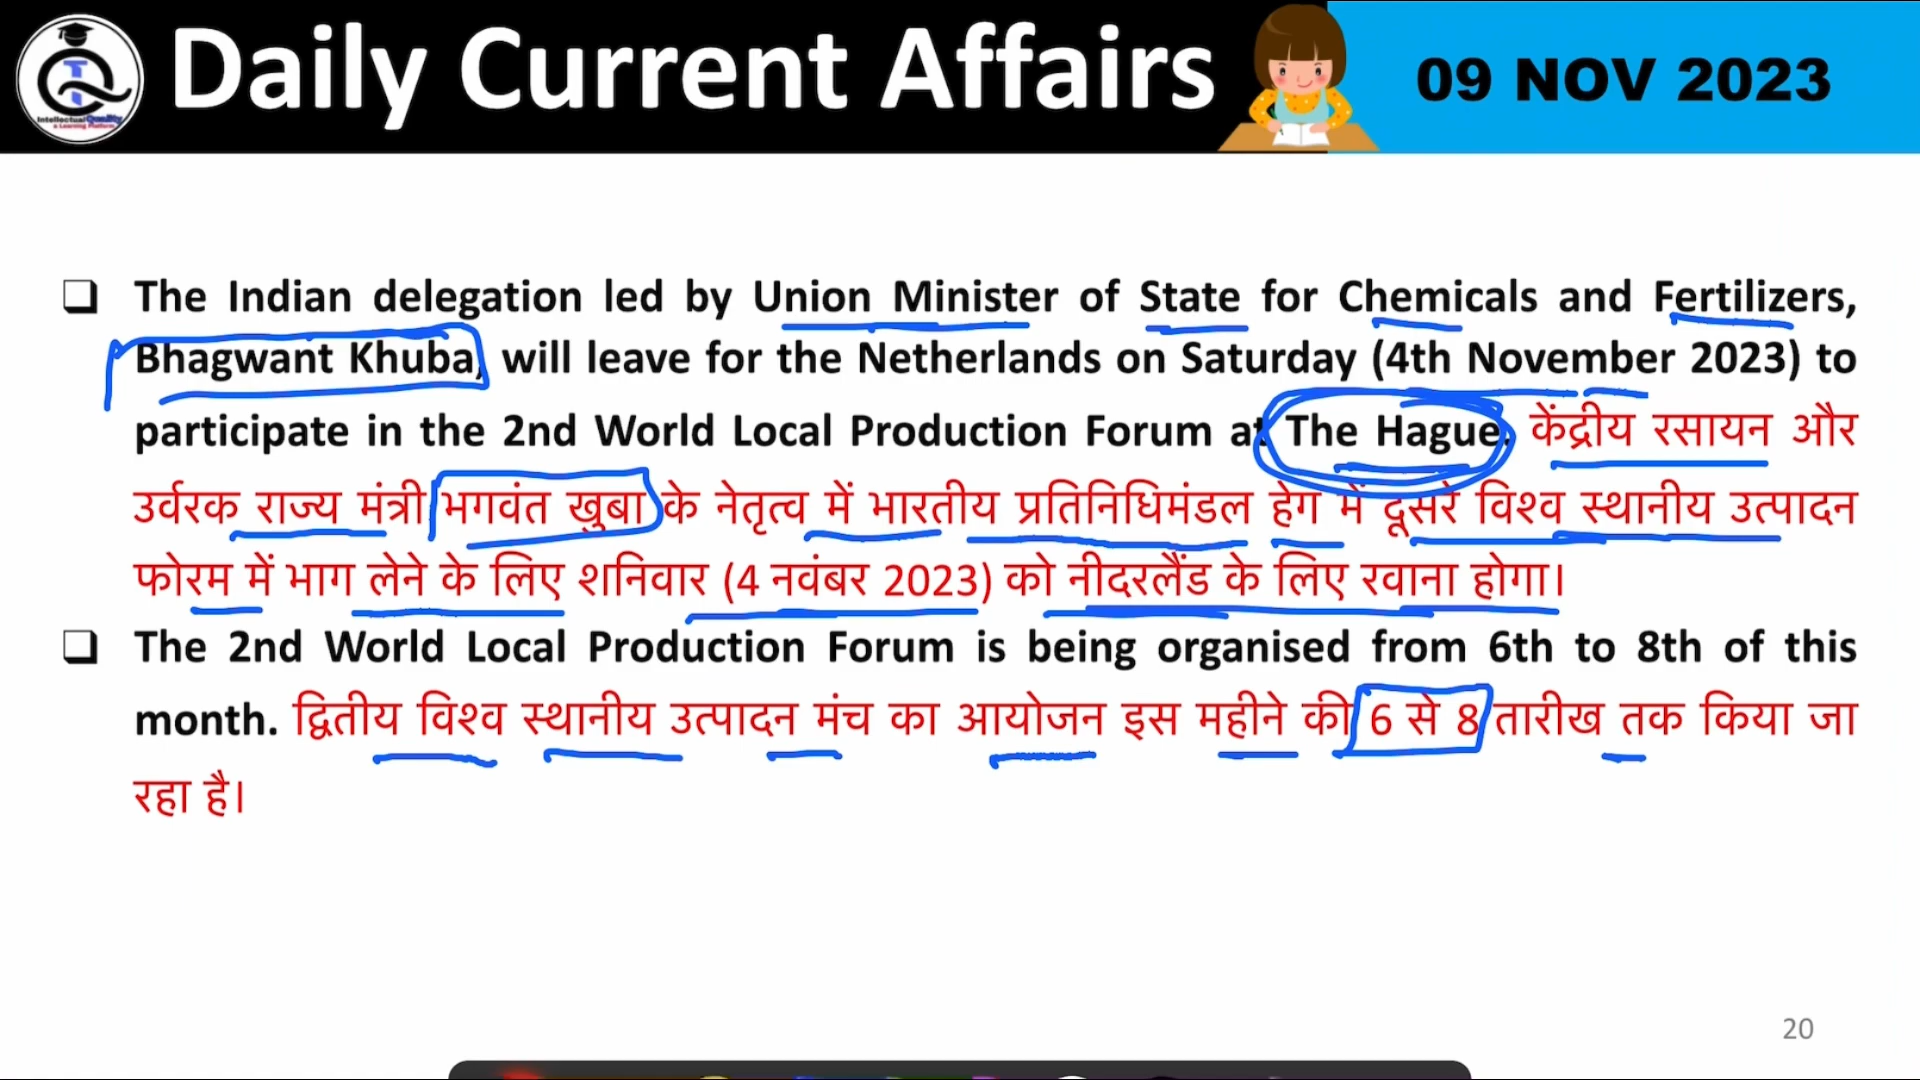 Daily Current Affairs
09 NOV 2023
Intellectual Quality
e Learning Platform
The Indian delegation led by Union Minister of State for Chemicals and Fertilizers,
Bhagwant Khuba, will leave for the Netherlands on Saturday (4th November 2023) to
participate in the 2nd World Local Production Forum at The Hague. केंद्रीय रसायन और
उर्वरक राज्य मंत्री भगवंत खुबा के नेतृत्व में भारतीय प्रतिनिधिमंडल हेग में दूसरे विश्व स्थानीय उत्पादन
फोरम में भाग लेने के लिए शनिवार (4 नवंबर 2023) को नीदरलैंड के लिए रवाना होगा।
The 2nd World Local Production Forum is being organised from 6th to 8th of this
month. द्वितीय विश्व स्थानीय उत्पादन मंच का आयोजन इस महीने की 6 से 8 तारीख तक किया जा
रहा है।
20